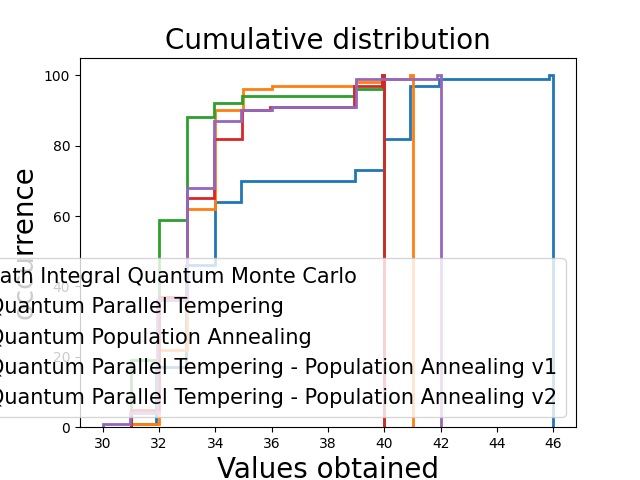 Cumulative distribution
100
80
60
40
20
0
30 32 34 36 38 40 42 44 46
Values obtained
Integral Quantum Monte Carlo
Quantum Parallel Tempering
Quantum Population Annealing
Quantum Parallel Tempering - Population Annealing v1
Quantum Parallel Tempering - Population Annealing v2